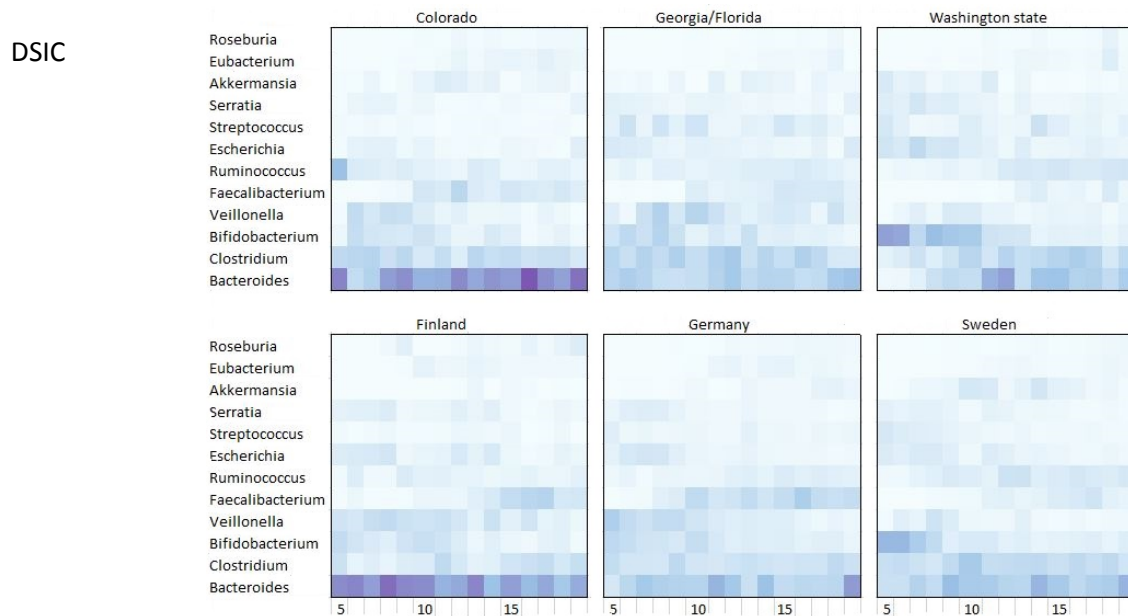 Colorado Georgia/Florida Washington state
DSIC
Roseburia
Eubacterium
Akkermansia
Serratia
Streptococcus
Escherichia
Ruminococcus
Faecalibacterium
Veillonella
Bifidobacterium
Clostridium
Bacteroides
Finland Germany Sweden
Roseburia
Eubacterium
Akkermansia
Serratia
Streptococcus
Escherichia
Ruminococcus
Faecalibacterium
Veillonella
Bifidobacterium
Clostridium
Bacteroides
5 10 15 5 10 15 5 10 15